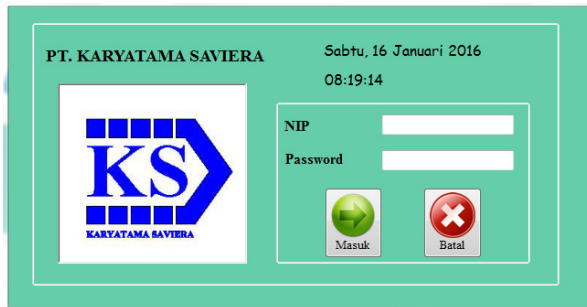 PT. KARYATAMA SAVIERA
Sabtu, 16 Januari 2016
08:19:14
KS
KARYATAMA SAVIERA
NIP
Password
Masuk
Batal